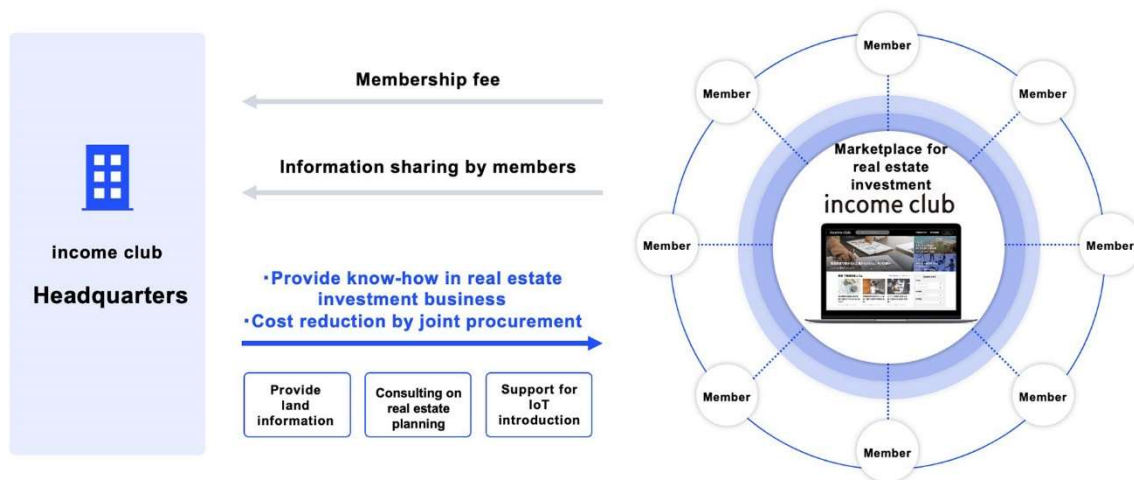 income club
Headquarters
Membership fee
Information sharing by members
・Provide know-how in real estate
investment business
・Cost reduction by joint procurement
Provide
land
information
Consulting on
real estate
planning
Support for
IoT
introduction
Member
Member
Member
Member
Member
Member
Member
Member
Marketplace for
real estate
investment
income club